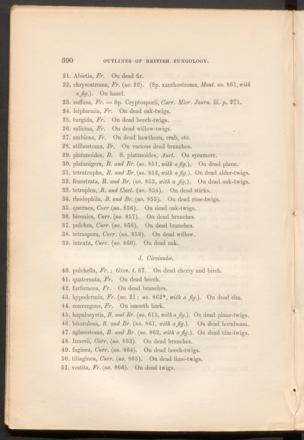 390 OUTLINES OF BRITISH FUNGOLOGY.
21. Abietis, Fr. On dead fir.
22. chrysostroma, Fr. (no. 22). (Sp. xanthostroma, Mont. no. 861, with
a fig.). On hazel.
23. suffusa, Fr. = Sp. Cryptosporii, Curr. Micr. Journ. iii. p. 271.
24. leiphæmia, Fr. On dead oak-twigs.
25. turgida, Fr. On dead beech-twigs.
26. salicina, Fr. On dead willow-twigs.
27. ambiens, Fr. On dead hawthorn, crab, etc.
28. stilbostoma, Fr. On various dead branches.
29. platanoides, B. S. platanoides, Auct. On sycamore.
30. platanigera, B. and Br. (no. 851, with a fig.). On dead plane.
31. tetratropha, B. and Br. (no. 852, with a fig.). On dead alder-twigs.
32. fenestrata, B. and Br. (no. 853, with a fig.). On dead oak-twigs.
33. tetraploa, B. and Curt. (no. 854). On dead sticks.
34. rhodophila, B. and Br. (no. 855). On dead rose-twigs.
35. quernea, Curr (no. 856). On dead oak-twigs.
36. Curr. (no. 857). On dead branches.
37. pulchra, Curr. (no. 858). On dead branches.
38. tetraspora, Curr. (no. 859). On dead willow.
39. intexta, Curr. (no. 860). On dead oak.
d. Circinatæ.
40. pulchella, Fr.; Grev. t. 67. On dead cherry and birch.
41. quaternata, Fr. On dead beech.
42. furfuracea, Fr. On dead branches.
43. hypodermia, Fr. (no. 21; no. 862*, with a fig.). On dead elm.
44. convergens, Fr. On smooth bark.
45. hapalocystis, B. and Br. (no. 615, with a fig.). On dead plane-twigs.
46. bitorulosa, B. and Br. (no. 861, with a fig.). On dead hornbeam.
47. aglæostoma, B. and Br. (no. 862, with a fig.). On dead elm-twigs.
48. Innesii, Curr. (no. 863). On dead branches.
49. faginea, Curr. (no. 864). On dead beech-twigs.
50. tiliaginea, Curr. (no. 865). On dead lime-twigs.
51. vestita, Fr. (no. 866). On dead twigs.